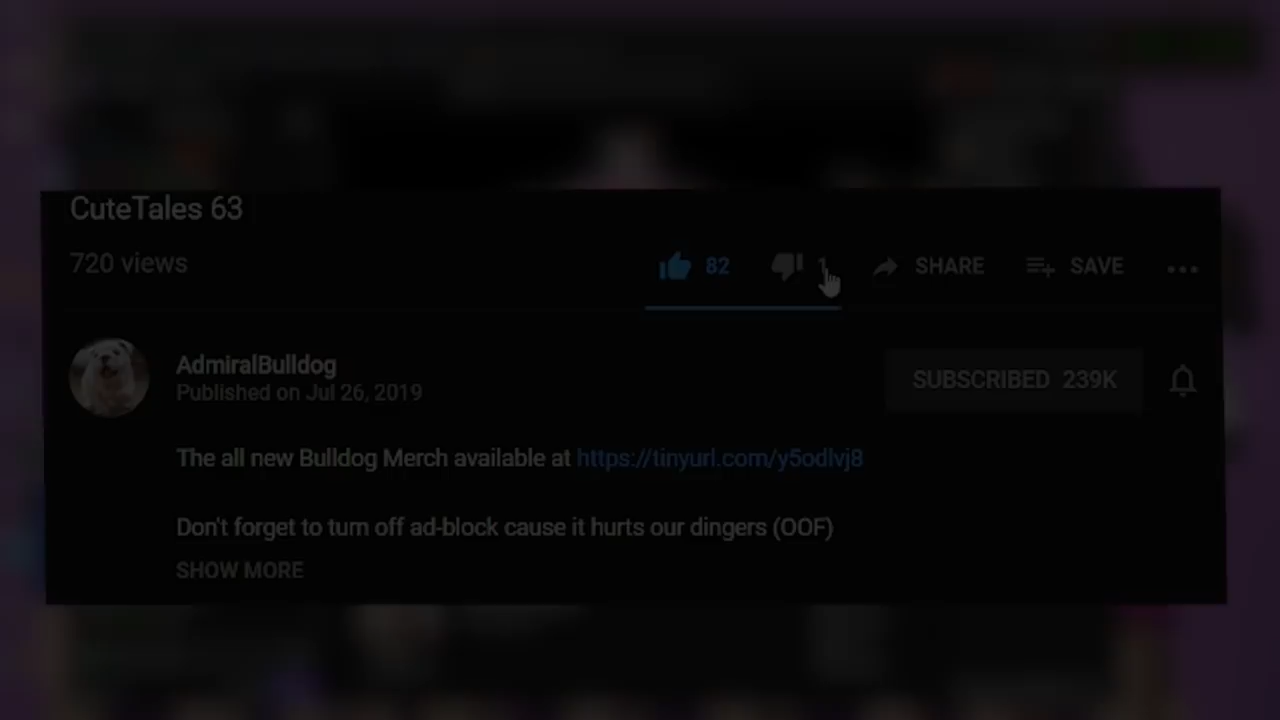 CuteTales 63
720 views
82 1 SHARE SAVE
AdmiralBulldog
Published on Jul 26, 2019
SUBSCRIBED 239K
The all new Bulldog Merch available at https://tinyurl.com/y5odlvj8
Don't forget to turn off ad-block cause it hurts our dingers (OOF)
SHOW MORE